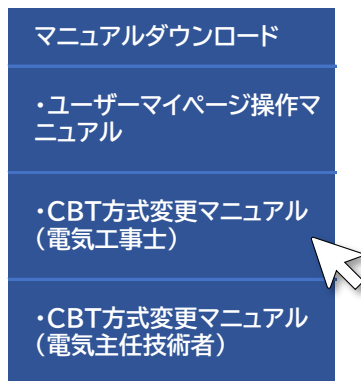 マニュアルダウンロード
・ユーザーマイページ操作マ
ニュアル
・CBT方式変更マニュアル
（電気工事士）
・CBT方式変更マニュアル
（電気主任技術者）